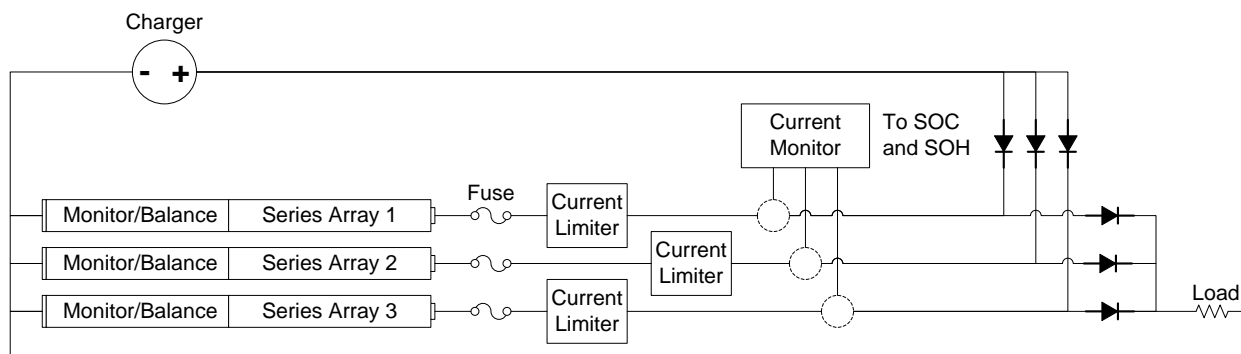 Charger
- +
Current
Monitor
To SOC
and SOH
Monitor/Balance Series Array 1
Fuse
Current
Limiter
Monitor/Balance Series Array 2
Current
Limiter
Monitor/Balance Series Array 3
Current
Limiter
Load